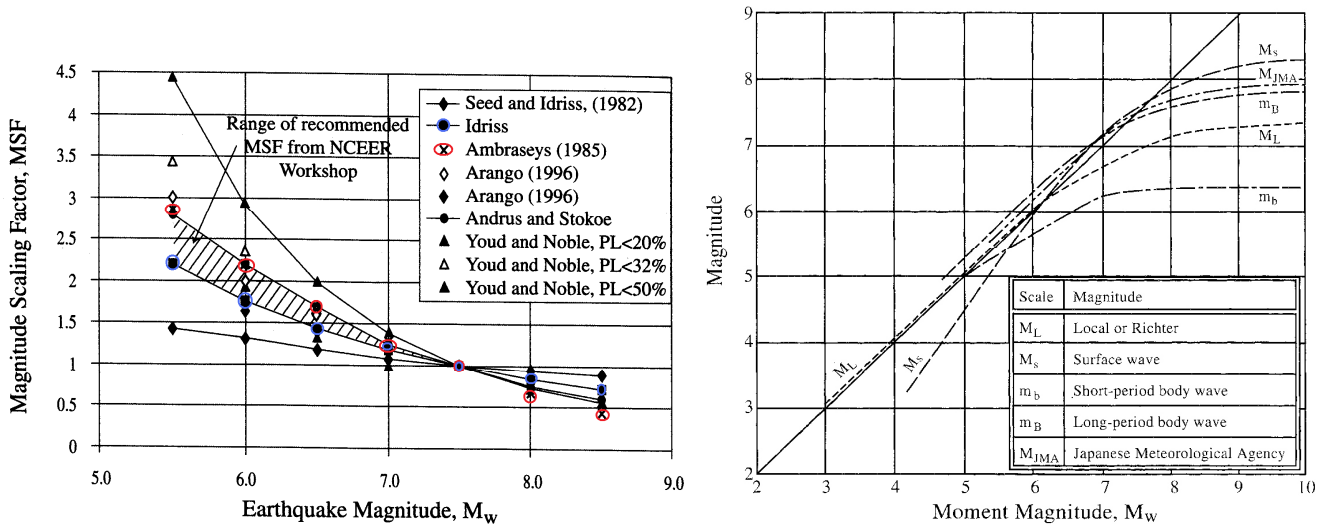 4.5
4
3.5
3
2.5
2
1.5
1
0.5
0
Magnitude Scaling Factor, MSF
5.0 6.0 7.0 8.0 9.0
Earthquake Magnitude, Mw
Range of recommended
MSF from NCEER
Workshop
Seed and Idriss, (1982)
Idriss
Ambraseys (1985)
Arango (1996)
Arango (1996)
Andrus and Stokoe
Youd and Noble, PL<20%
Youd and Noble, PL<32%
Youd and Noble, PL<50%
9
8
7
6
5
4
3
2
Magnitude
2 3 4 5 6 7 8 9 10
Moment Magnitude, Mw
Ms
MJMA
mB
ML
mb
ML
Ms
Scale Magnitude
ML Local or Richter
Ms Surface wave
mb Short-period body wave
mB Long-period body wave
MJMA Japanese Meteorological Agency